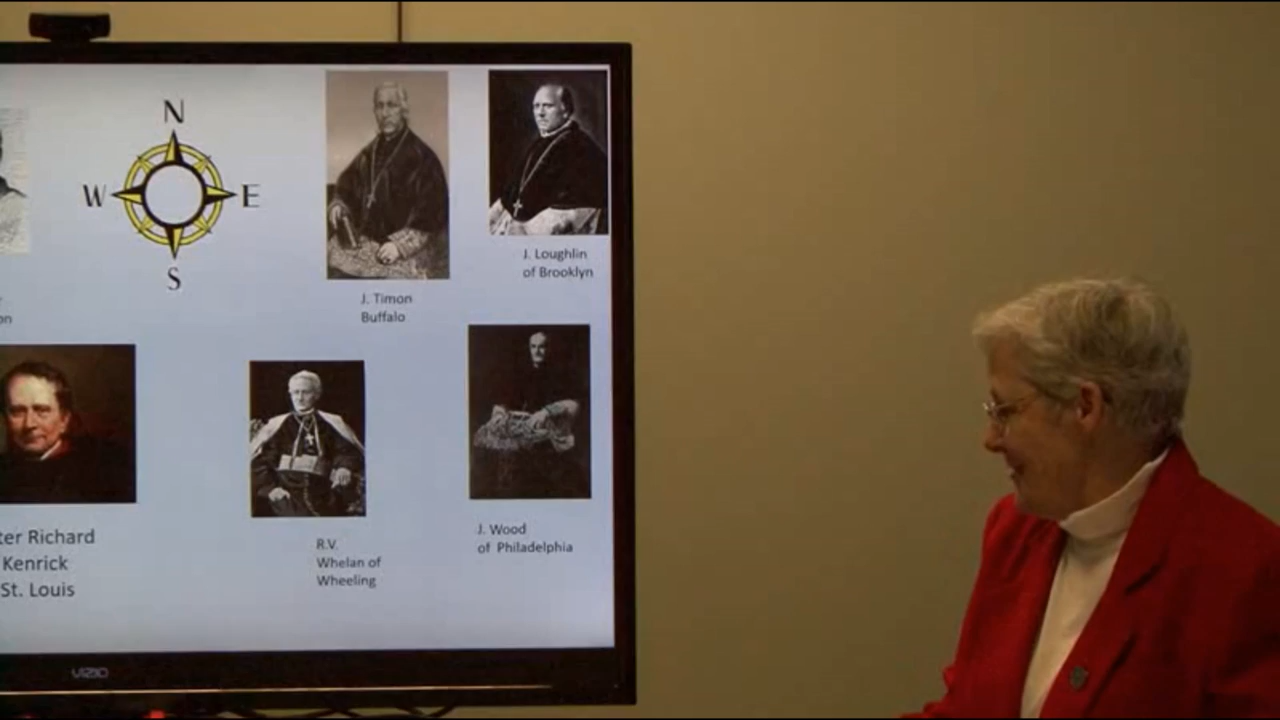 N
W E
S
J. Loughlin
of Brooklyn
J. Timon
Buffalo
ter Richard
Kenrick
St. Louis
R.V.
Whelan of
Wheeling
J. Wood
of Philadelphia
VIZIO